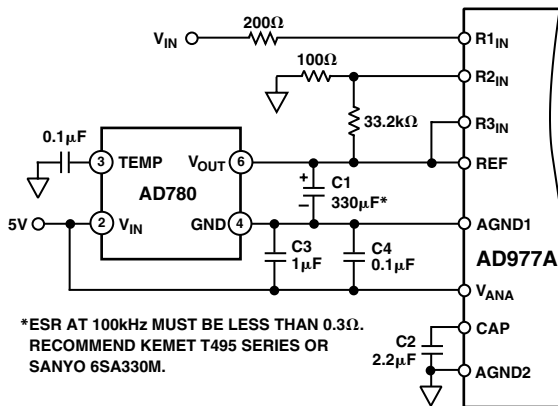 200Ω
V_IN
R1_IN
100Ω
R2_IN
33.2kΩ
R3_IN
0.1μF
3 TEMP V_OUT 6
REF
AD780
+
C1
330μF*
–
5V
2 V_IN GND 4
AGND1
C3
1μF
C4
0.1μF
AD977A
V_ANA
*ESR AT 100kHz MUST BE LESS THAN 0.3Ω.
RECOMMEND KEMET T495 SERIES OR
SANYO 6SA330M.
CAP
C2
2.2μF
AGND2